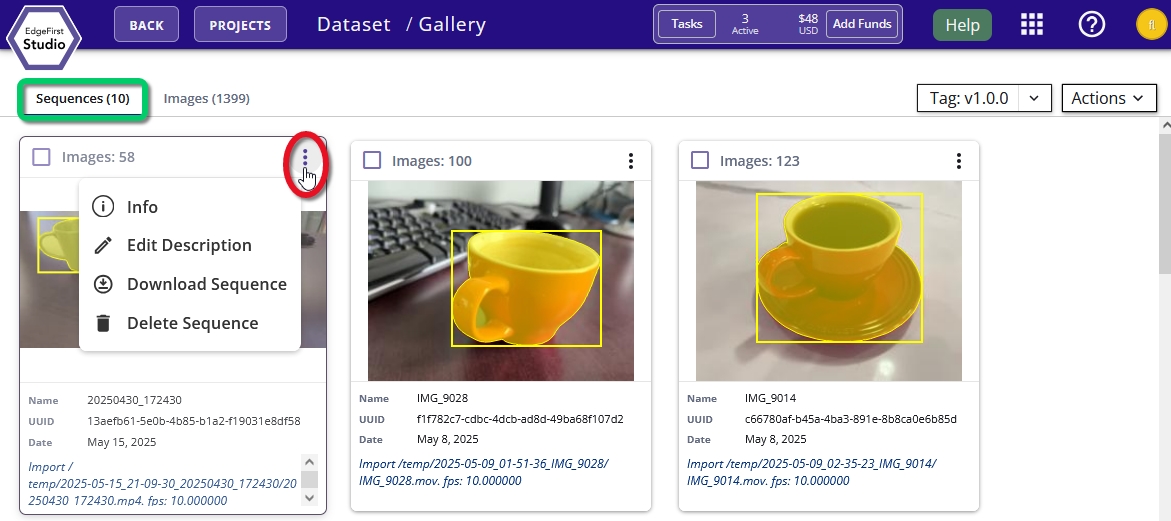 EdgeFirst
Studio
BACK
PROJECTS
Dataset / Gallery
Tasks
3
Active
$48
USD
Add Funds
Help
fl
Sequences (10)
Images (1399)
Tag: v1.0.0
Actions
Images: 58
Info
Edit Description
Download Sequence
Delete Sequence
Name 20250430_172430
UUID 13aefb61-5e0b-4b85-b1a2-f19031e8df58
Date May 15, 2025
Import /
temp/2025-05-15_21-09-30_20250430_172430/20
250430_172430.mp4. fps: 10.000000
Images: 100
Name IMG_9028
UUID f1f782c7-cdbc-4dcb-ad8d-49ba68f107d2
Date May 8, 2025
Import /temp/2025-05-09_01-51-36_IMG_9028/
IMG_9028.mov. fps: 10.000000
Images: 123
Name IMG_9014
UUID c66780af-b45a-4ba3-891e-8b8ca0e6b85d
Date May 8, 2025
Import /temp/2025-05-09_02-35-23_IMG_9014/
IMG_9014.mov. fps: 10.000000